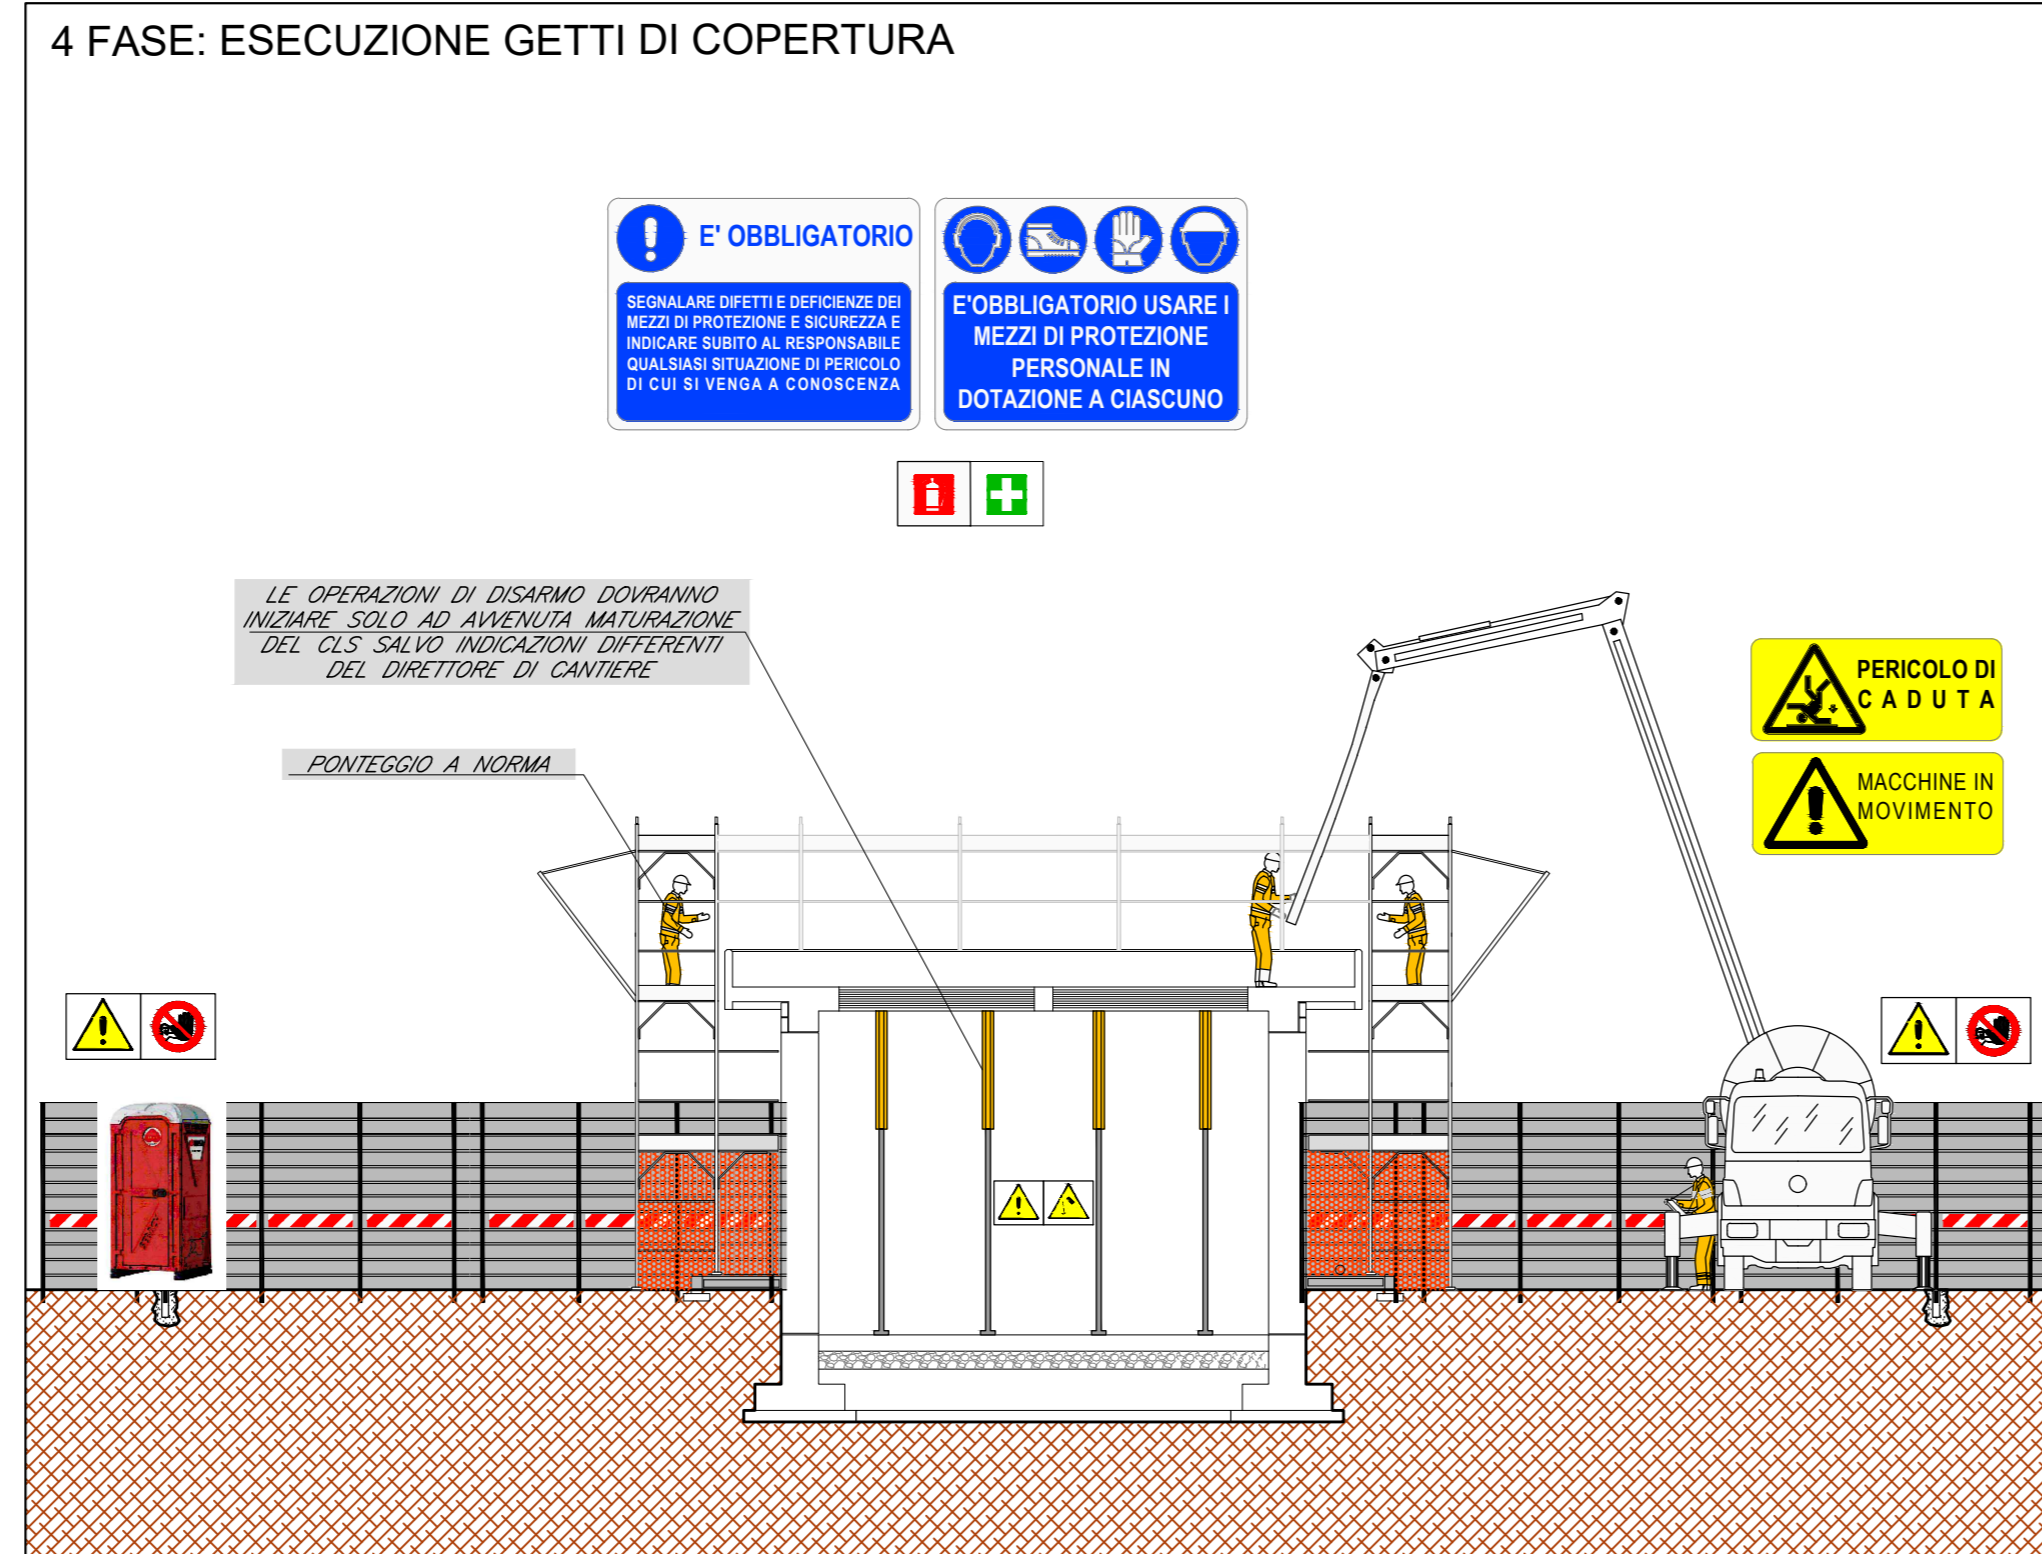 4 FASE: ESECUZIONE GETTI DI COPERTURA
E' OBBLIGATORIO
SEGNALARE DIFETTI E DEFICIENZE DEI
MEZZI DI PROTEZIONE E SICUREZZA E
INDICARE SUBITO AL RESPONSABILE
QUALSIASI SITUAZIONE DI PERICOLO
DI CUI SI VENGA A CONOSCENZA
E'OBBLIGATORIO USARE I
MEZZI DI PROTEZIONE
PERSONALE IN
DOTAZIONE A CIASCUNO
LE OPERAZIONI DI DISARMO DOVRANNO
INIZIARE SOLO AD AVVENUTA MATURAZIONE
DEL CLS SALVO INDICAZIONI DIFFERENTI
DEL DIRETTORE DI CANTIERE
PONTEGGIO A NORMA
PERICOLO DI
CADUTA
MACCHINE IN
MOVIMENTO